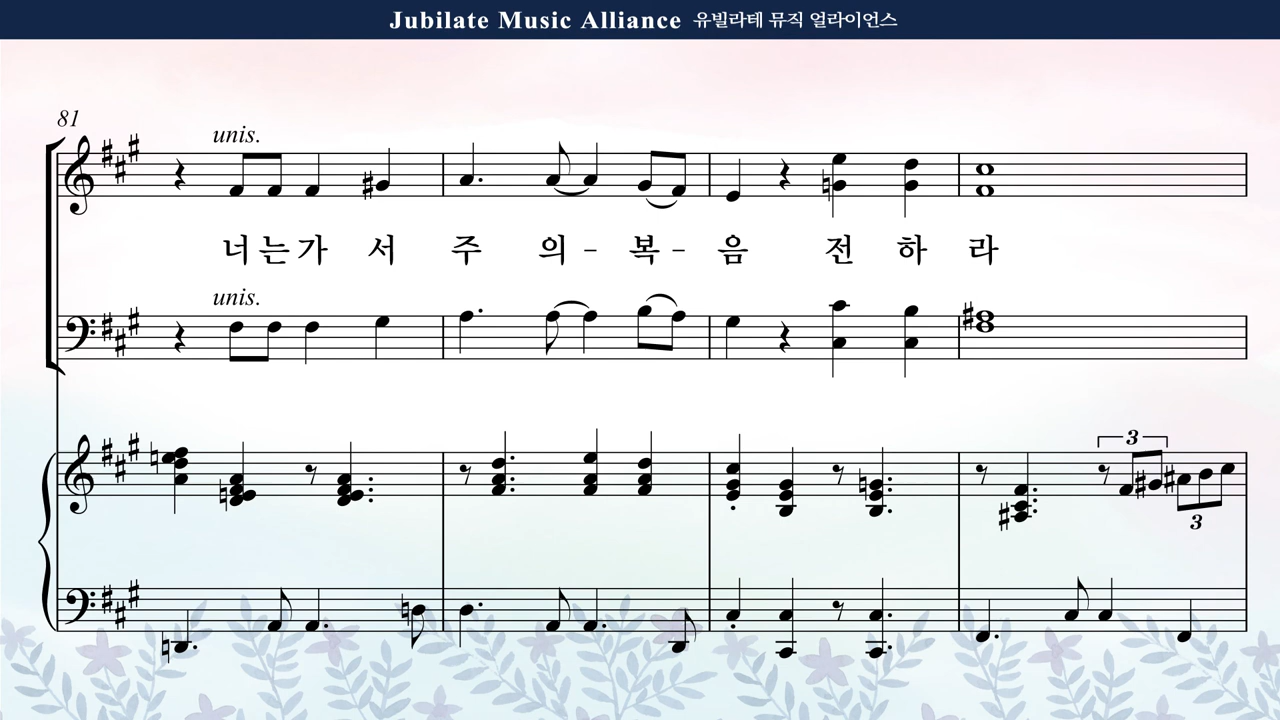 Jubilate Music Alliance 유빌라테 뮤직 얼라이언스
81
unis.
너 는 가 서 주 의 - 복 - 음 전 하 라
unis.
3
3